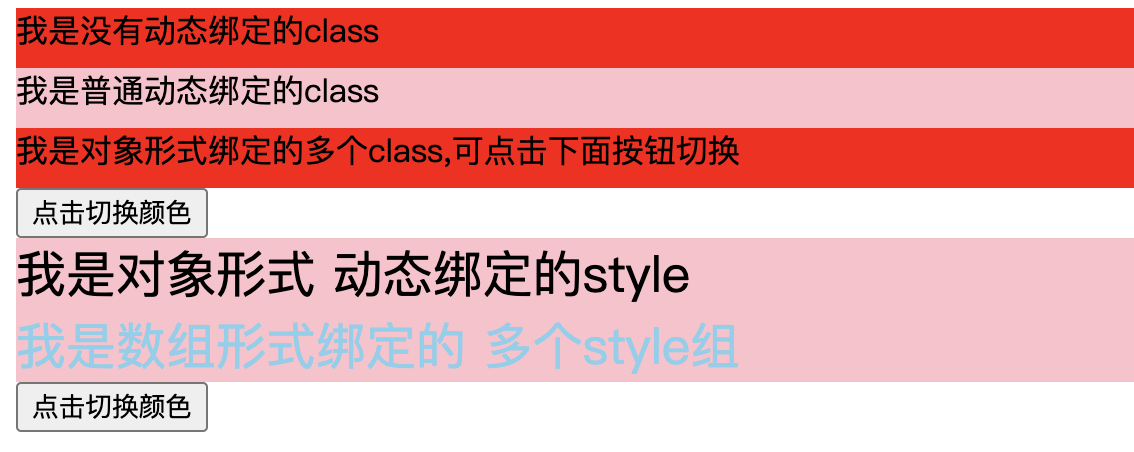 我是没有动态绑定的class
我是普通动态绑定的class
我是对象形式绑定的多个class,可点击下面按钮切换
点击切换颜色
我是对象形式 动态绑定的style
我是数组形式绑定的 多个style组
点击切换颜色